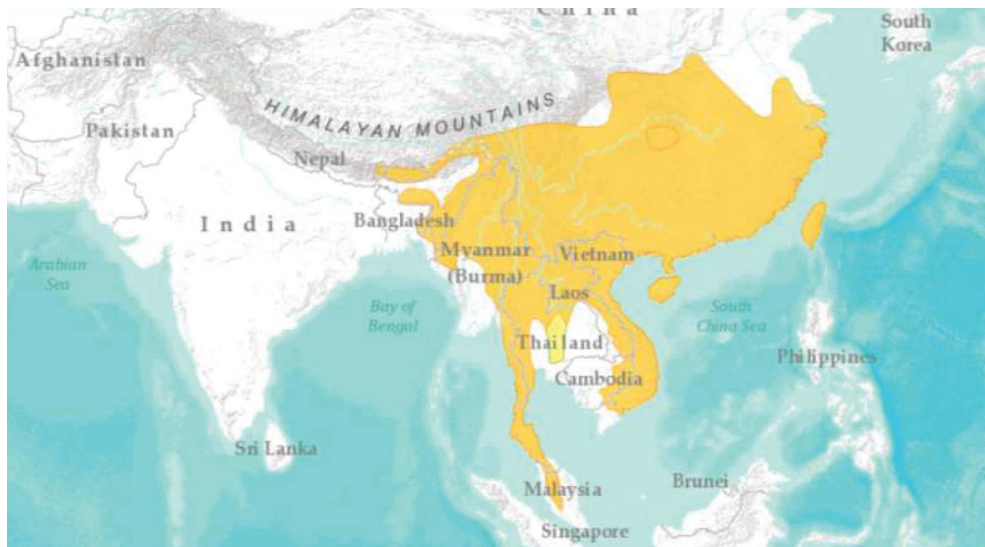 China
South
Korea
Afghanistan
HIMALAYAN MOUNTAINS
Pakistan
Nepal
India
Bangladesh
Myanmar
(Burma)
Vietnam
Laos
Arabian
Sea
Bay of
Bengal
South
China Sea
Thailand
Philippines
Cambodia
Sri Lanka
Malaysia
Brunei
Singapore